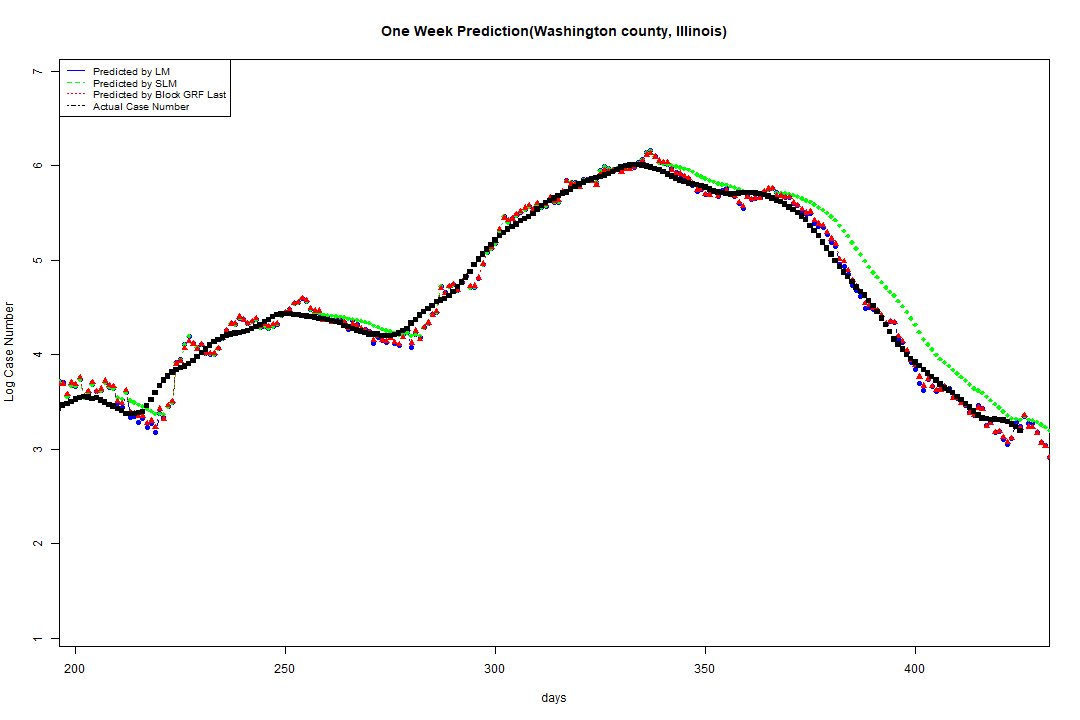 One Week Prediction(Washington county, Illinois)
Predicted by LM
Predicted by SLM
Predicted by Block GRF Last
Actual Case Number
7
6
5
4
3
2
1
Log Case Number
200 250 300 350 400
days